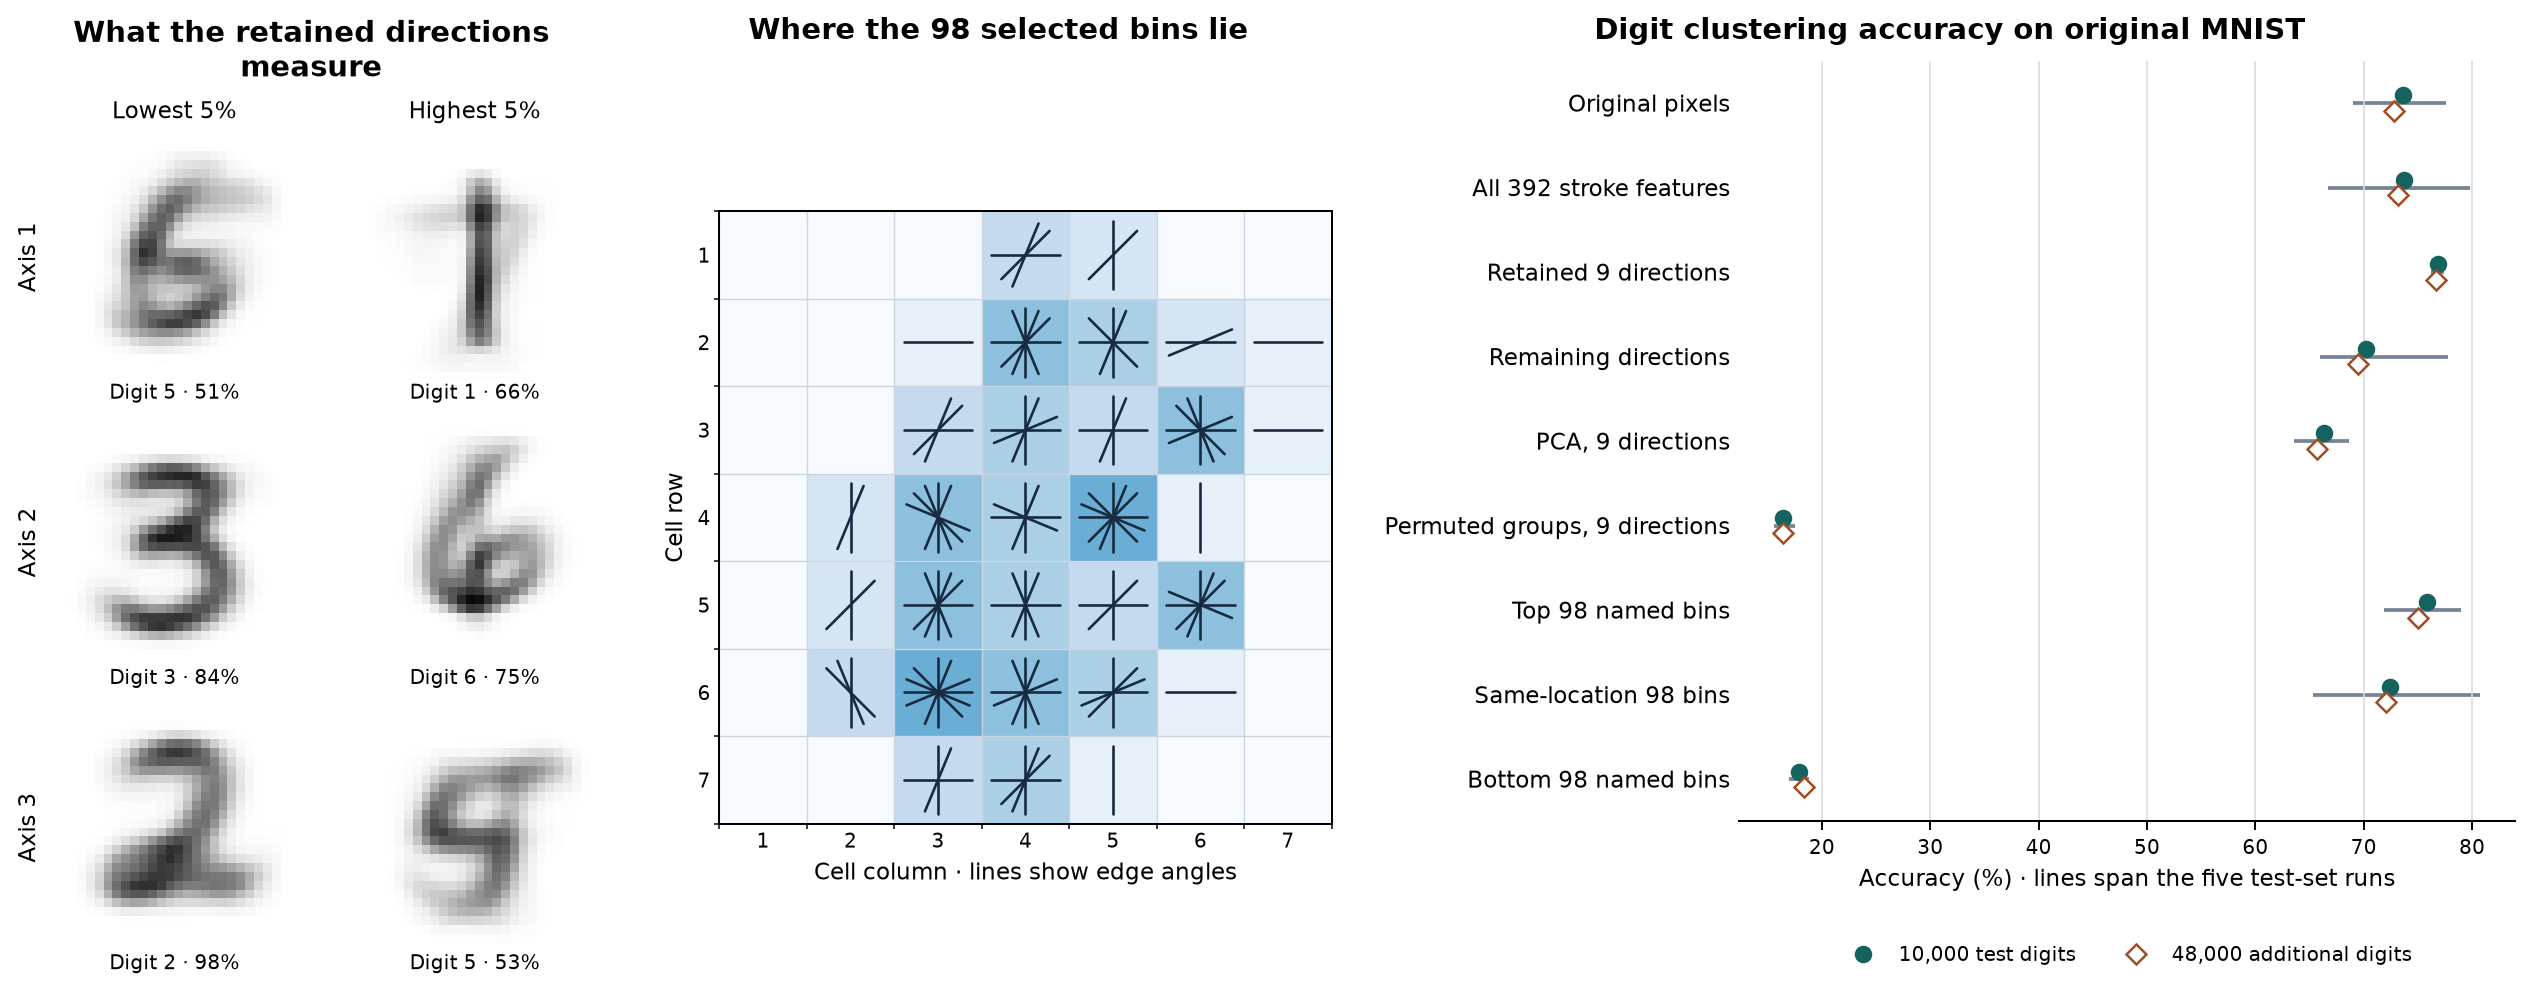 What the retained directions
measure
Lowest 5%
Highest 5%
Axis 1
Digit 5 · 51%
Digit 1 · 66%
Axis 2
Digit 3 · 84%
Digit 6 · 75%
Axis 3
Digit 2 · 98%
Digit 5 · 53%
Where the 98 selected bins lie
Cell row
1
2
3
4
5
6
7
1 2 3 4 5 6 7
Cell column · lines show edge angles
Digit clustering accuracy on original MNIST
Original pixels
All 392 stroke features
Retained 9 directions
Remaining directions
PCA, 9 directions
Permuted groups, 9 directions
Top 98 named bins
Same-location 98 bins
Bottom 98 named bins
20 30 40 50 60 70 80
Accuracy (%) · lines span the five test-set runs
10,000 test digits
48,000 additional digits